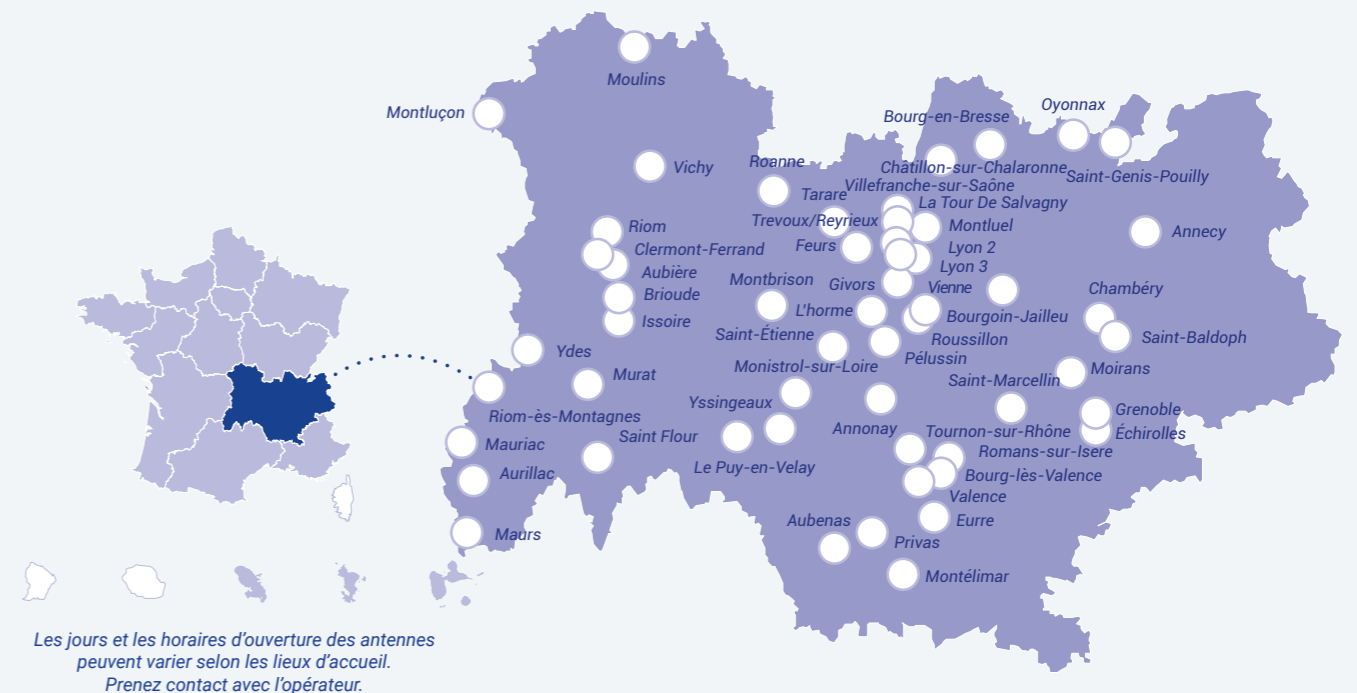 Moulins
Montluçon
Oyonnax
Bourg-en-Bresse
Vichy
Roanne
Châtillon-sur-Chalaronne
Saint-Genis-Pouilly
Villefranche-sur-Saône
Tarare
La Tour De Salvagny
Trevoux/Reyrieux
Montluel
Riom
Annecy
Feurs
Lyon 2
Clermont-Ferrand
Lyon 3
Aubière
Montbrison
Givors
Vienne
Chambéry
Brioude
L'horme
Bourgoin-Jailleu
Issoire
Saint-Étienne
Roussillon
Saint-Baldoph
Ydes
Pélussin
Monistrol-sur-Loire
Moirans
Murat
Saint-Marcellin
Yssingeaux
Grenoble
Riom-ès-Montagnes
Annonay
Tournon-sur-Rhône
Échirolles
Saint Flour
Mauriac
Romans-sur-Isere
Le Puy-en-Velay
Aurillac
Bourg-lès-Valence
Valence
Aubenas
Eurre
Maurs
Privas
Montélimar
Les jours et les horaires d'ouverture des antennes
peuvent varier selon les lieux d'accueil.
Prenez contact avec l'opérateur.